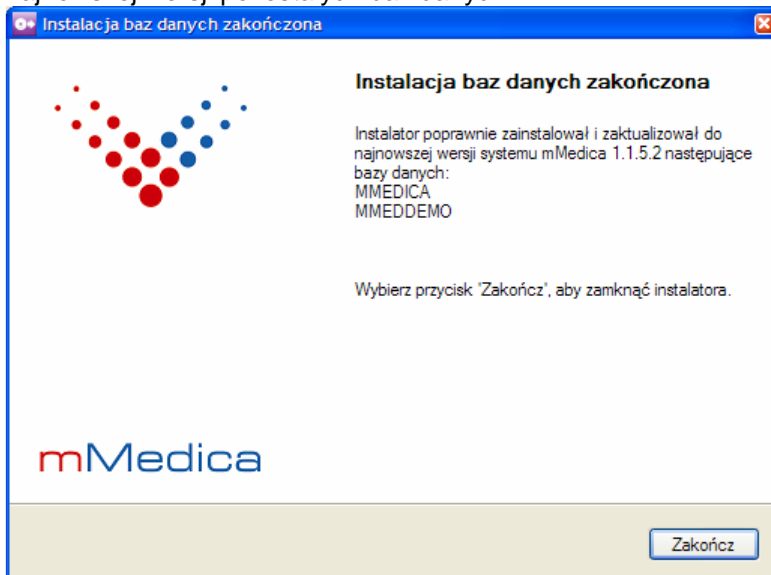 Instalacja baz danych zakończona
Instalacja baz danych zakończona
Instalator poprawnie zainstalował i zaktualizował do
najnowszej wersji systemu mMedica 1.1.5.2 następujące
bazy danych:
MMEDICA
MMEDDEMO
Wybierz przycisk 'Zakończ', aby zamknąć instalatora.
mMedica
Zakończ